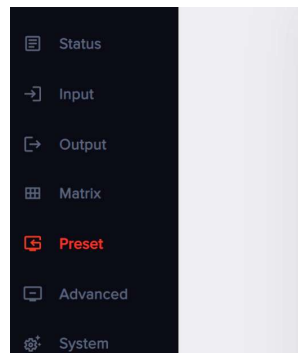 Status
Input
Output
Matrix
Preset
Advanced
System